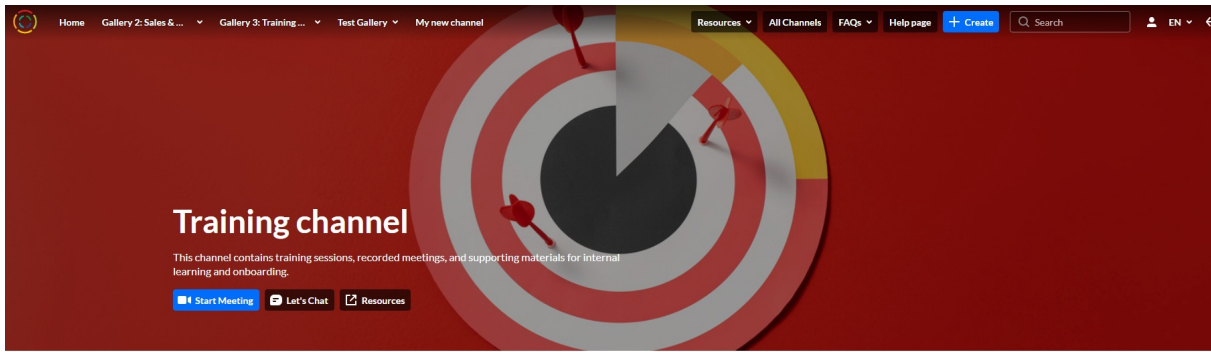 Home Gallery 2: Sales & ... Gallery 3: Training ... Test Gallery My new channel Resources All Channels FAQs Help page + Create Search EN
Training channel
This channel contains training sessions, recorded meetings, and supporting materials for internal
learning and onboarding.
Start Meeting Let's Chat Resources